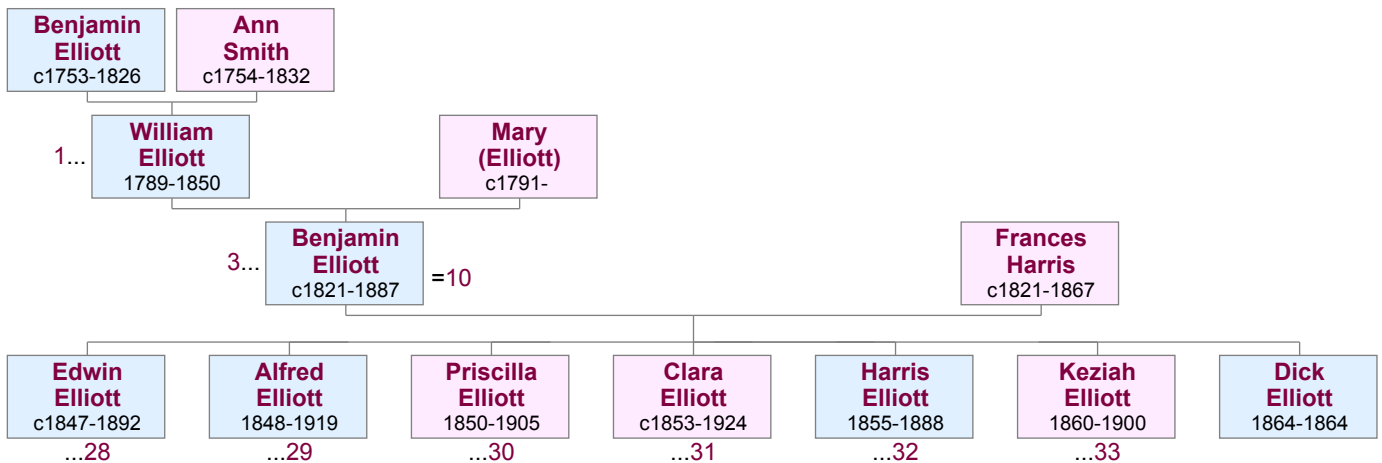 Benjamin
Elliott
c1753-1826
Ann
Smith
c1754-1832
1...
William
Elliott
1789-1850
Mary
(Elliott)
c1791-
3...
Benjamin
Elliott
c1821-1887
=10
Frances
Harris
c1821-1867
Edwin
Elliott
c1847-1892
...28
Alfred
Elliott
1848-1919
...29
Priscilla
Elliott
1850-1905
...30
Clara
Elliott
c1853-1924
...31
Harris
Elliott
1855-1888
...32
Keziah
Elliott
1860-1900
...33
Dick
Elliott
1864-1864